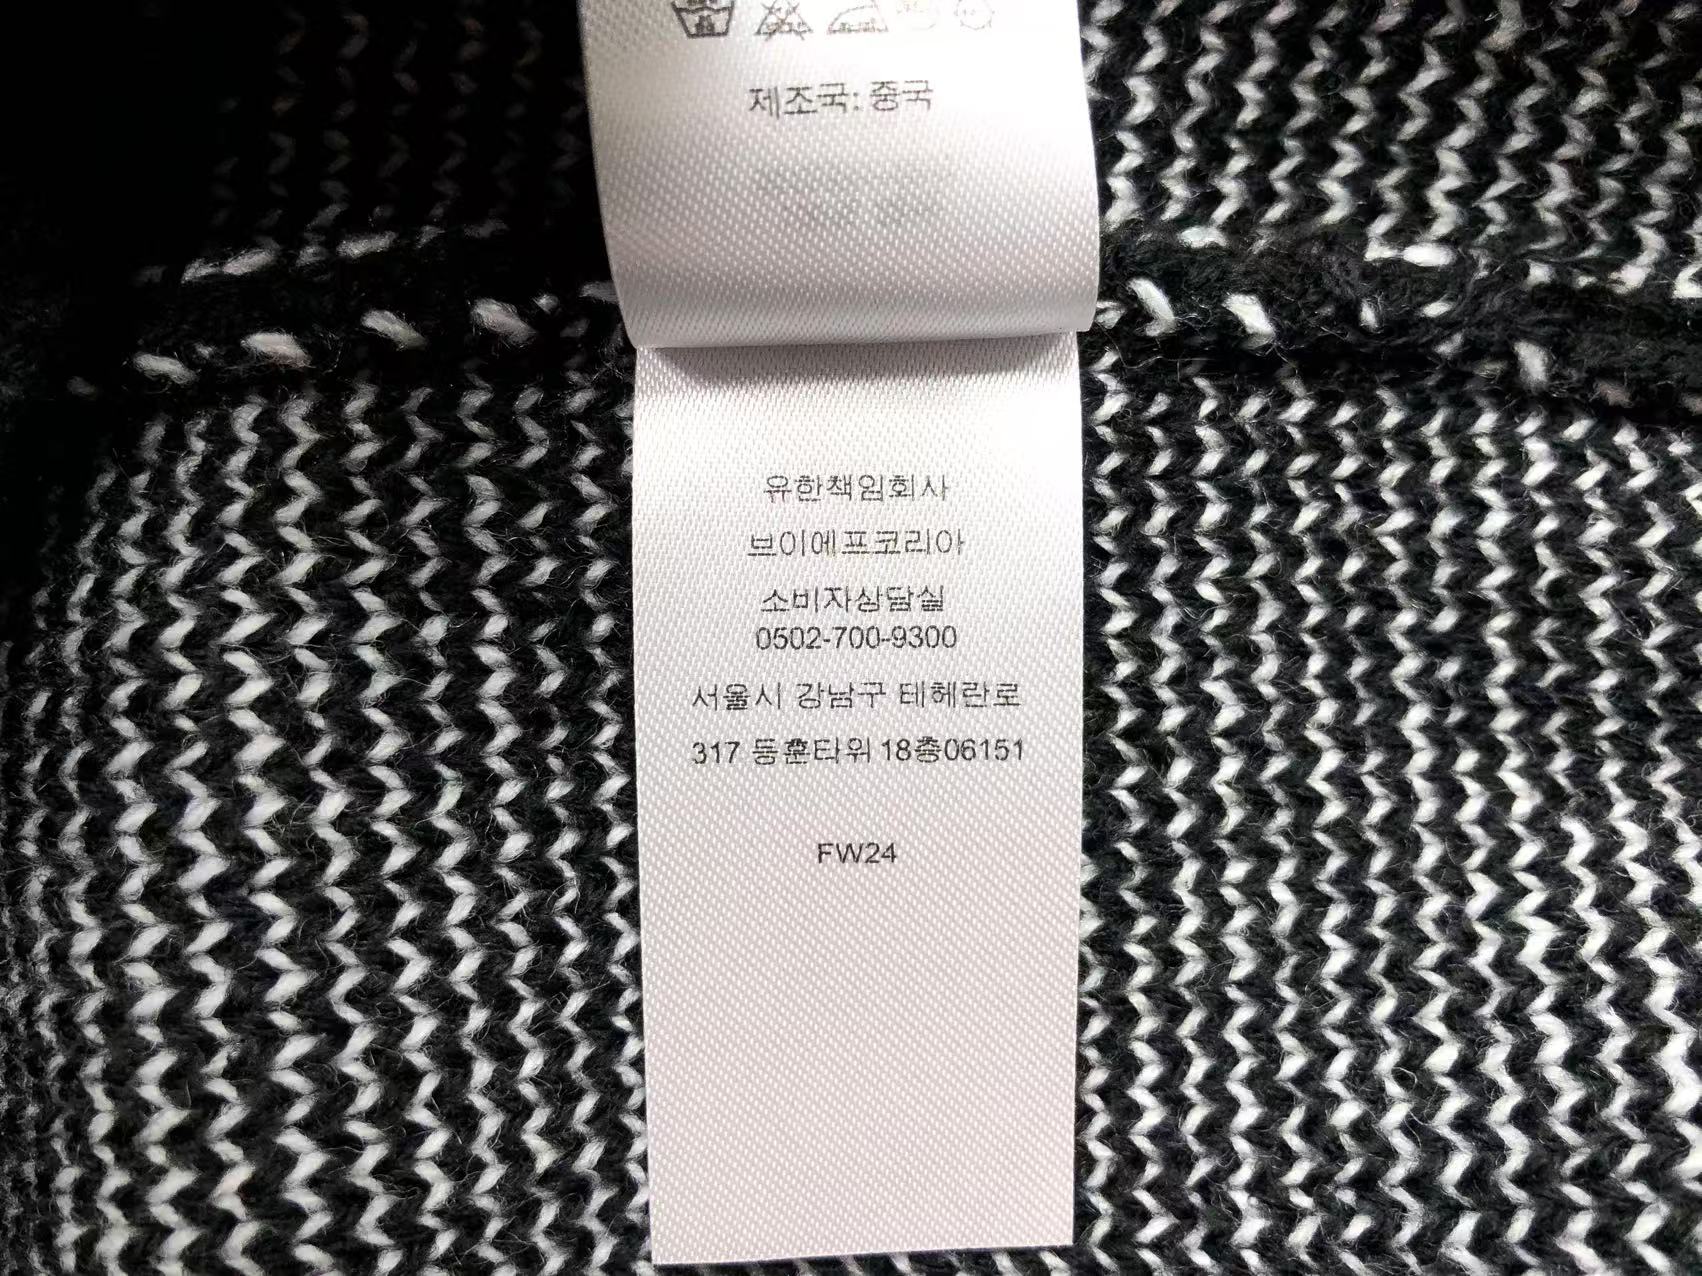 제조국: 중국
유한책임회사
브이에프코리아
소비자상담실
0502-700-9300
서울시 강남구 테헤란로
317 동훈타워 18층06151
FW24